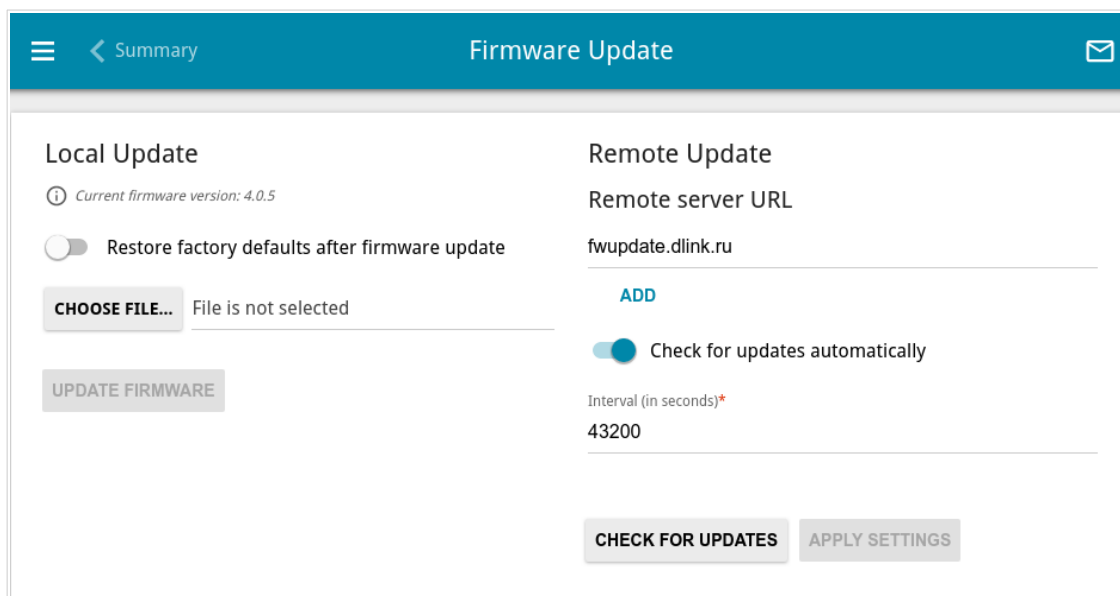 Summary
Firmware Update
Local Update
Current firmware version: 4.0.5
Restore factory defaults after firmware update
CHOOSE FILE...
File is not selected
UPDATE FIRMWARE
Remote Update
Remote server URL
fwupdate.dlink.ru
ADD
Check for updates automatically
Interval (in seconds)*
43200
CHECK FOR UPDATES
APPLY SETTINGS